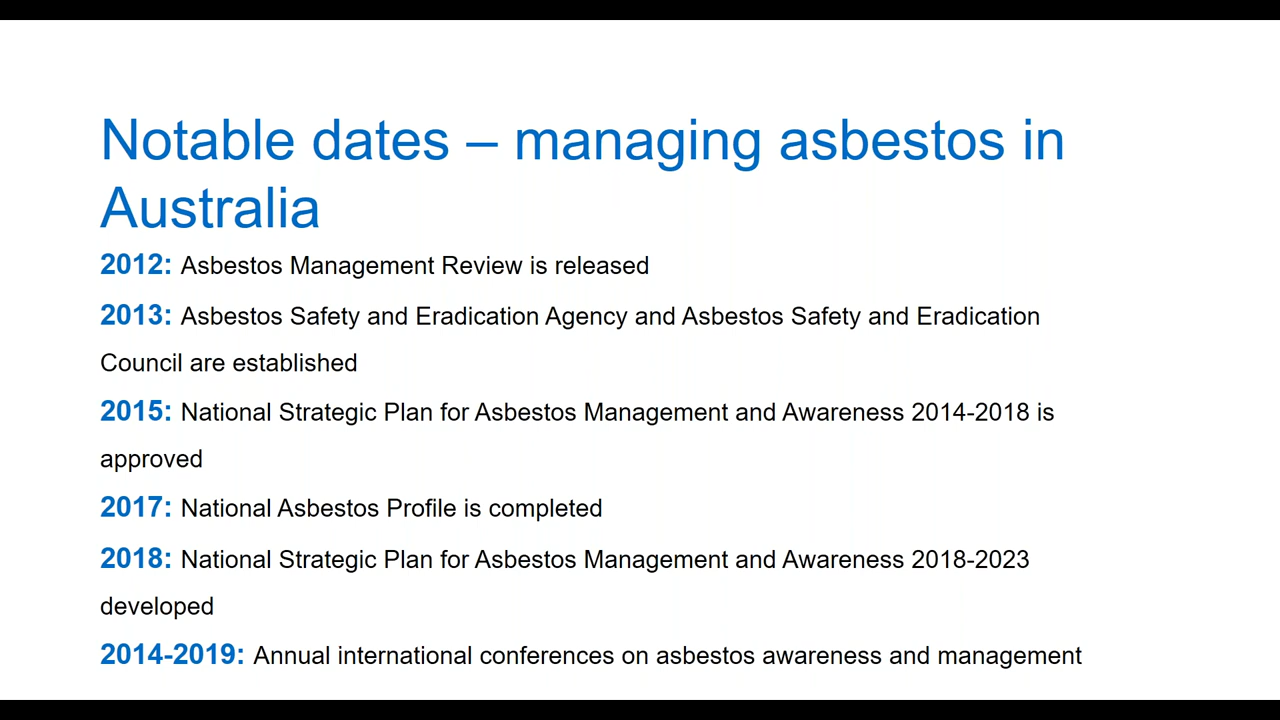 Notable dates – managing asbestos in
Australia
2012: Asbestos Management Review is released
2013: Asbestos Safety and Eradication Agency and Asbestos Safety and Eradication
Council are established
2015: National Strategic Plan for Asbestos Management and Awareness 2014-2018 is
approved
2017: National Asbestos Profile is completed
2018: National Strategic Plan for Asbestos Management and Awareness 2018-2023
developed
2014-2019: Annual international conferences on asbestos awareness and management